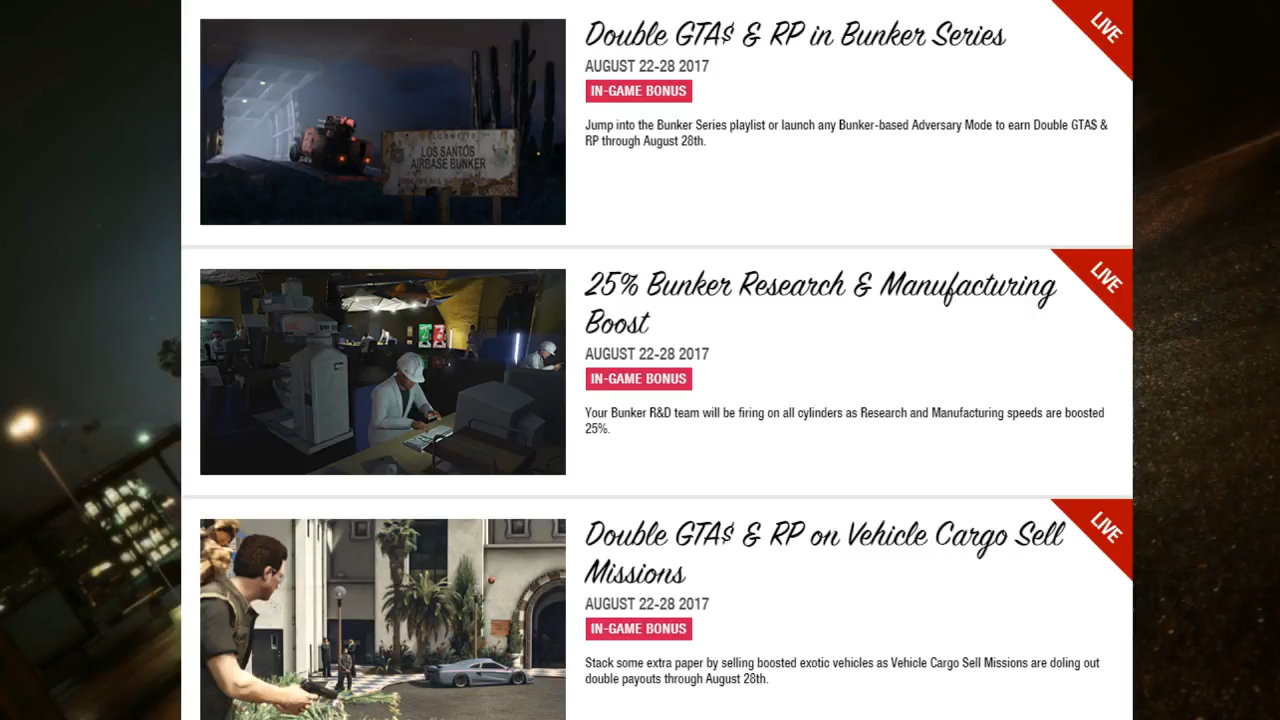 Double GTA$ & RP in Bunker Series
LIVE
AUGUST 22-28 2017
IN-GAME BONUS
Jump into the Bunker Series playlist or launch any Bunker-based Adversary Mode to earn Double GTA$ &
RP through August 28th.
LOS SANTOS
AIRBASE BUNKER
25% Bunker Research & Manufacturing
Boost
LIVE
AUGUST 22-28 2017
IN-GAME BONUS
Your Bunker R&D team will be firing on all cylinders as Research and Manufacturing speeds are boosted
25%.
Double GTA$ & RP on Vehicle Cargo Sell
Missions
LIVE
AUGUST 22-28 2017
IN-GAME BONUS
Stack some extra paper by selling boosted exotic vehicles as Vehicle Cargo Sell Missions are doling out
double payouts through August 28th.